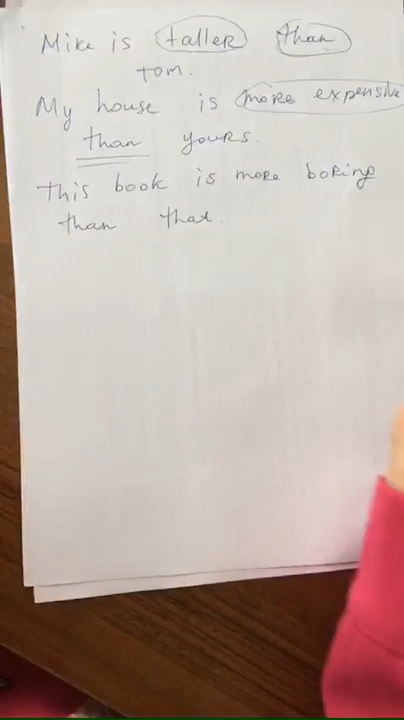 Mike is taller than
Tom.
My house is more expensive
than yours.
This book is more boring
than that.